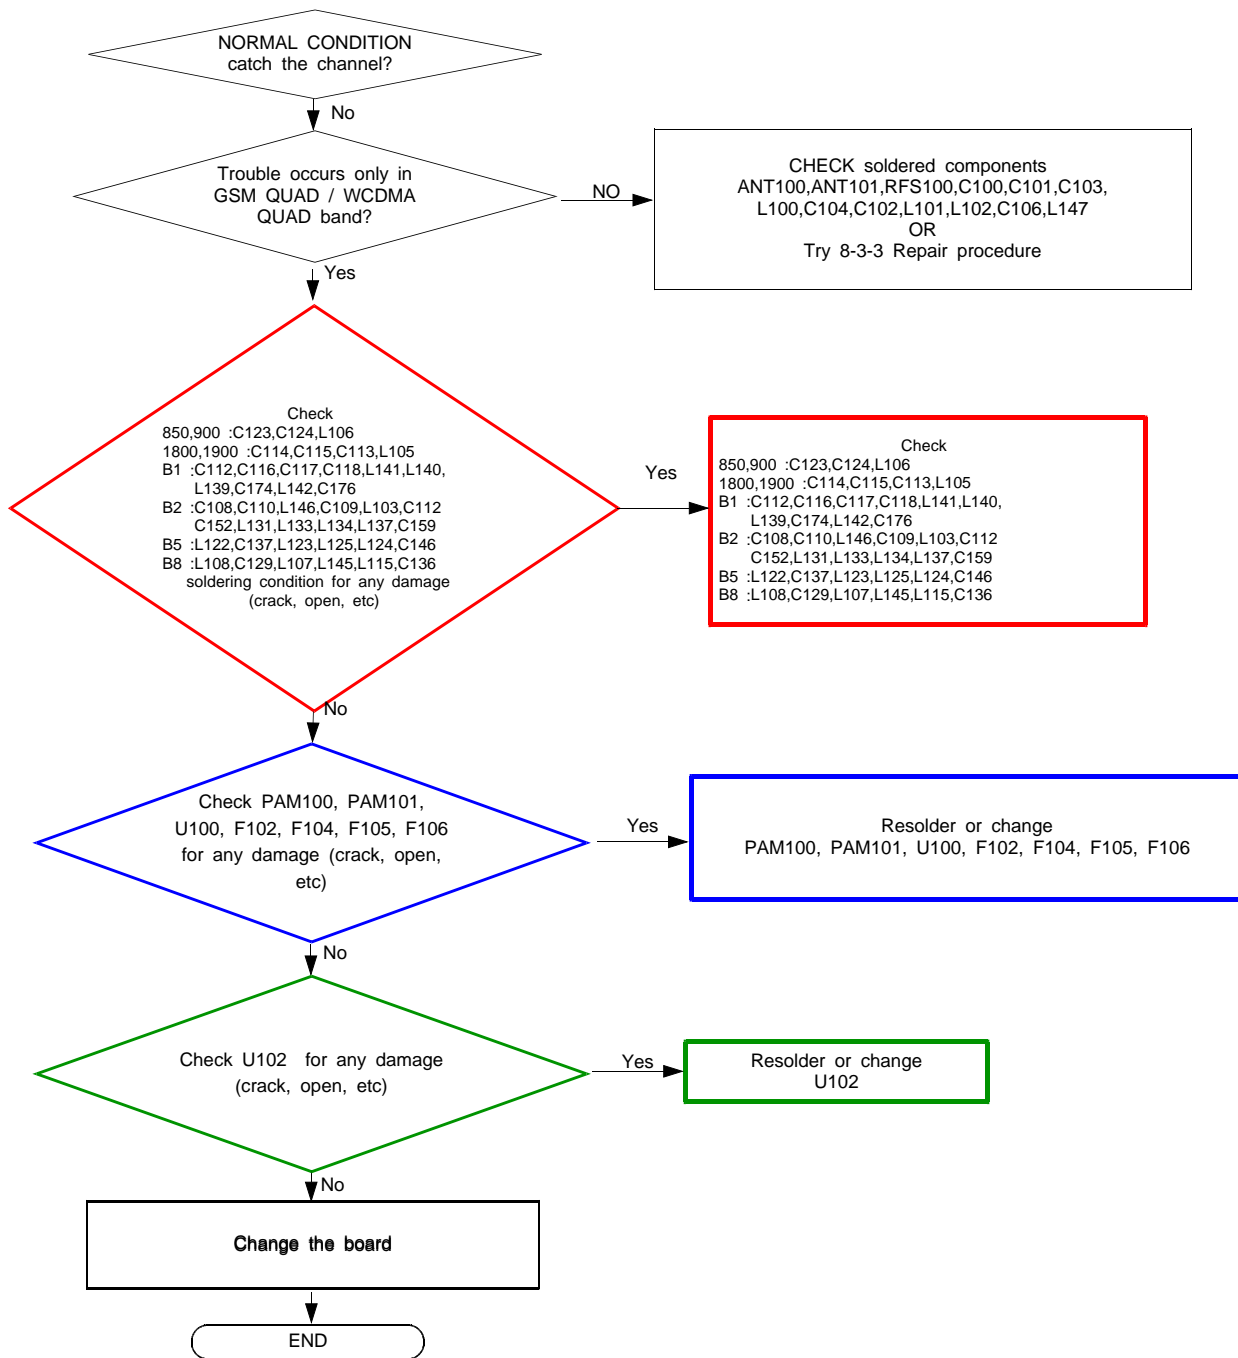 NORMAL CONDITION
catch the channel?
No
Trouble occurs only in
GSM QUAD / WCDMA
QUAD band?
NO
CHECK soldered components
ANT100,ANT101,RFS100,C100,C101,C103,
L100,C104,C102,L101,L102,C106,L147
OR
Try 8-3-3 Repair procedure
Yes
Check
850,900 :C123,C124,L106
1800,1900 :C114,C115,C113,L105
B1 :C112,C116,C117,C118,L141,L140,
L139,C174,L142,C176
B2 :C108,C110,L146,C109,L103,C112
C152,L131,L133,L134,L137,C159
B5 :L122,C137,L123,L125,L124,C146
B8 :L108,C129,L107,L145,L115,C136
soldering condition for any damage
(crack, open, etc)
Yes
Check
850,900 :C123,C124,L106
1800,1900 :C114,C115,C113,L105
B1 :C112,C116,C117,C118,L141,L140,
L139,C174,L142,C176
B2 :C108,C110,L146,C109,L103,C112
C152,L131,L133,L134,L137,C159
B5 :L122,C137,L123,L125,L124,C146
B8 :L108,C129,L107,L145,L115,C136
No
Check PAM100, PAM101,
U100, F102, F104, F105, F106
for any damage (crack, open,
etc)
Yes
Resolder or change
PAM100, PAM101, U100, F102, F104, F105, F106
No
Check U102 for any damage
(crack, open, etc)
Yes
Resolder or change
U102
No
Change the board
END